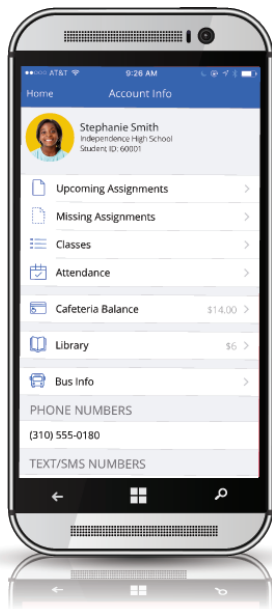 AT&T 9:26 AM
Home Account Info
Stephanie Smith
Independence High School
Student ID: 60001
Upcoming Assignments
Missing Assignments
Classes
Attendance
Cafeteria Balance $14.00
Library $6
Bus Info
PHONE NUMBERS
(310) 555-0180
TEXT/SMS NUMBERS